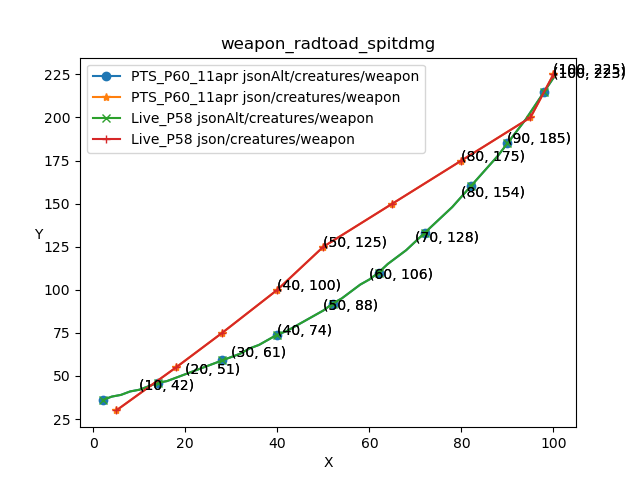 weapon_radtoad_spitdmg
PTS_P60_11apr jsonAlt/creatures/weapon
PTS_P60_11apr json/creatures/weapon
Live_P58 jsonAlt/creatures/weapon
Live_P58 json/creatures/weapon
(100, 225)
(100, 223)
(90, 185)
(80, 175)
(80, 154)
(50, 125)
(70, 128)
(40, 100)
(60, 106)
(50, 88)
(40, 74)
(30, 61)
(20, 51)
(10, 42)
Y
225
200
175
150
125
100
75
50
25
0 20 40 60 80 100
X